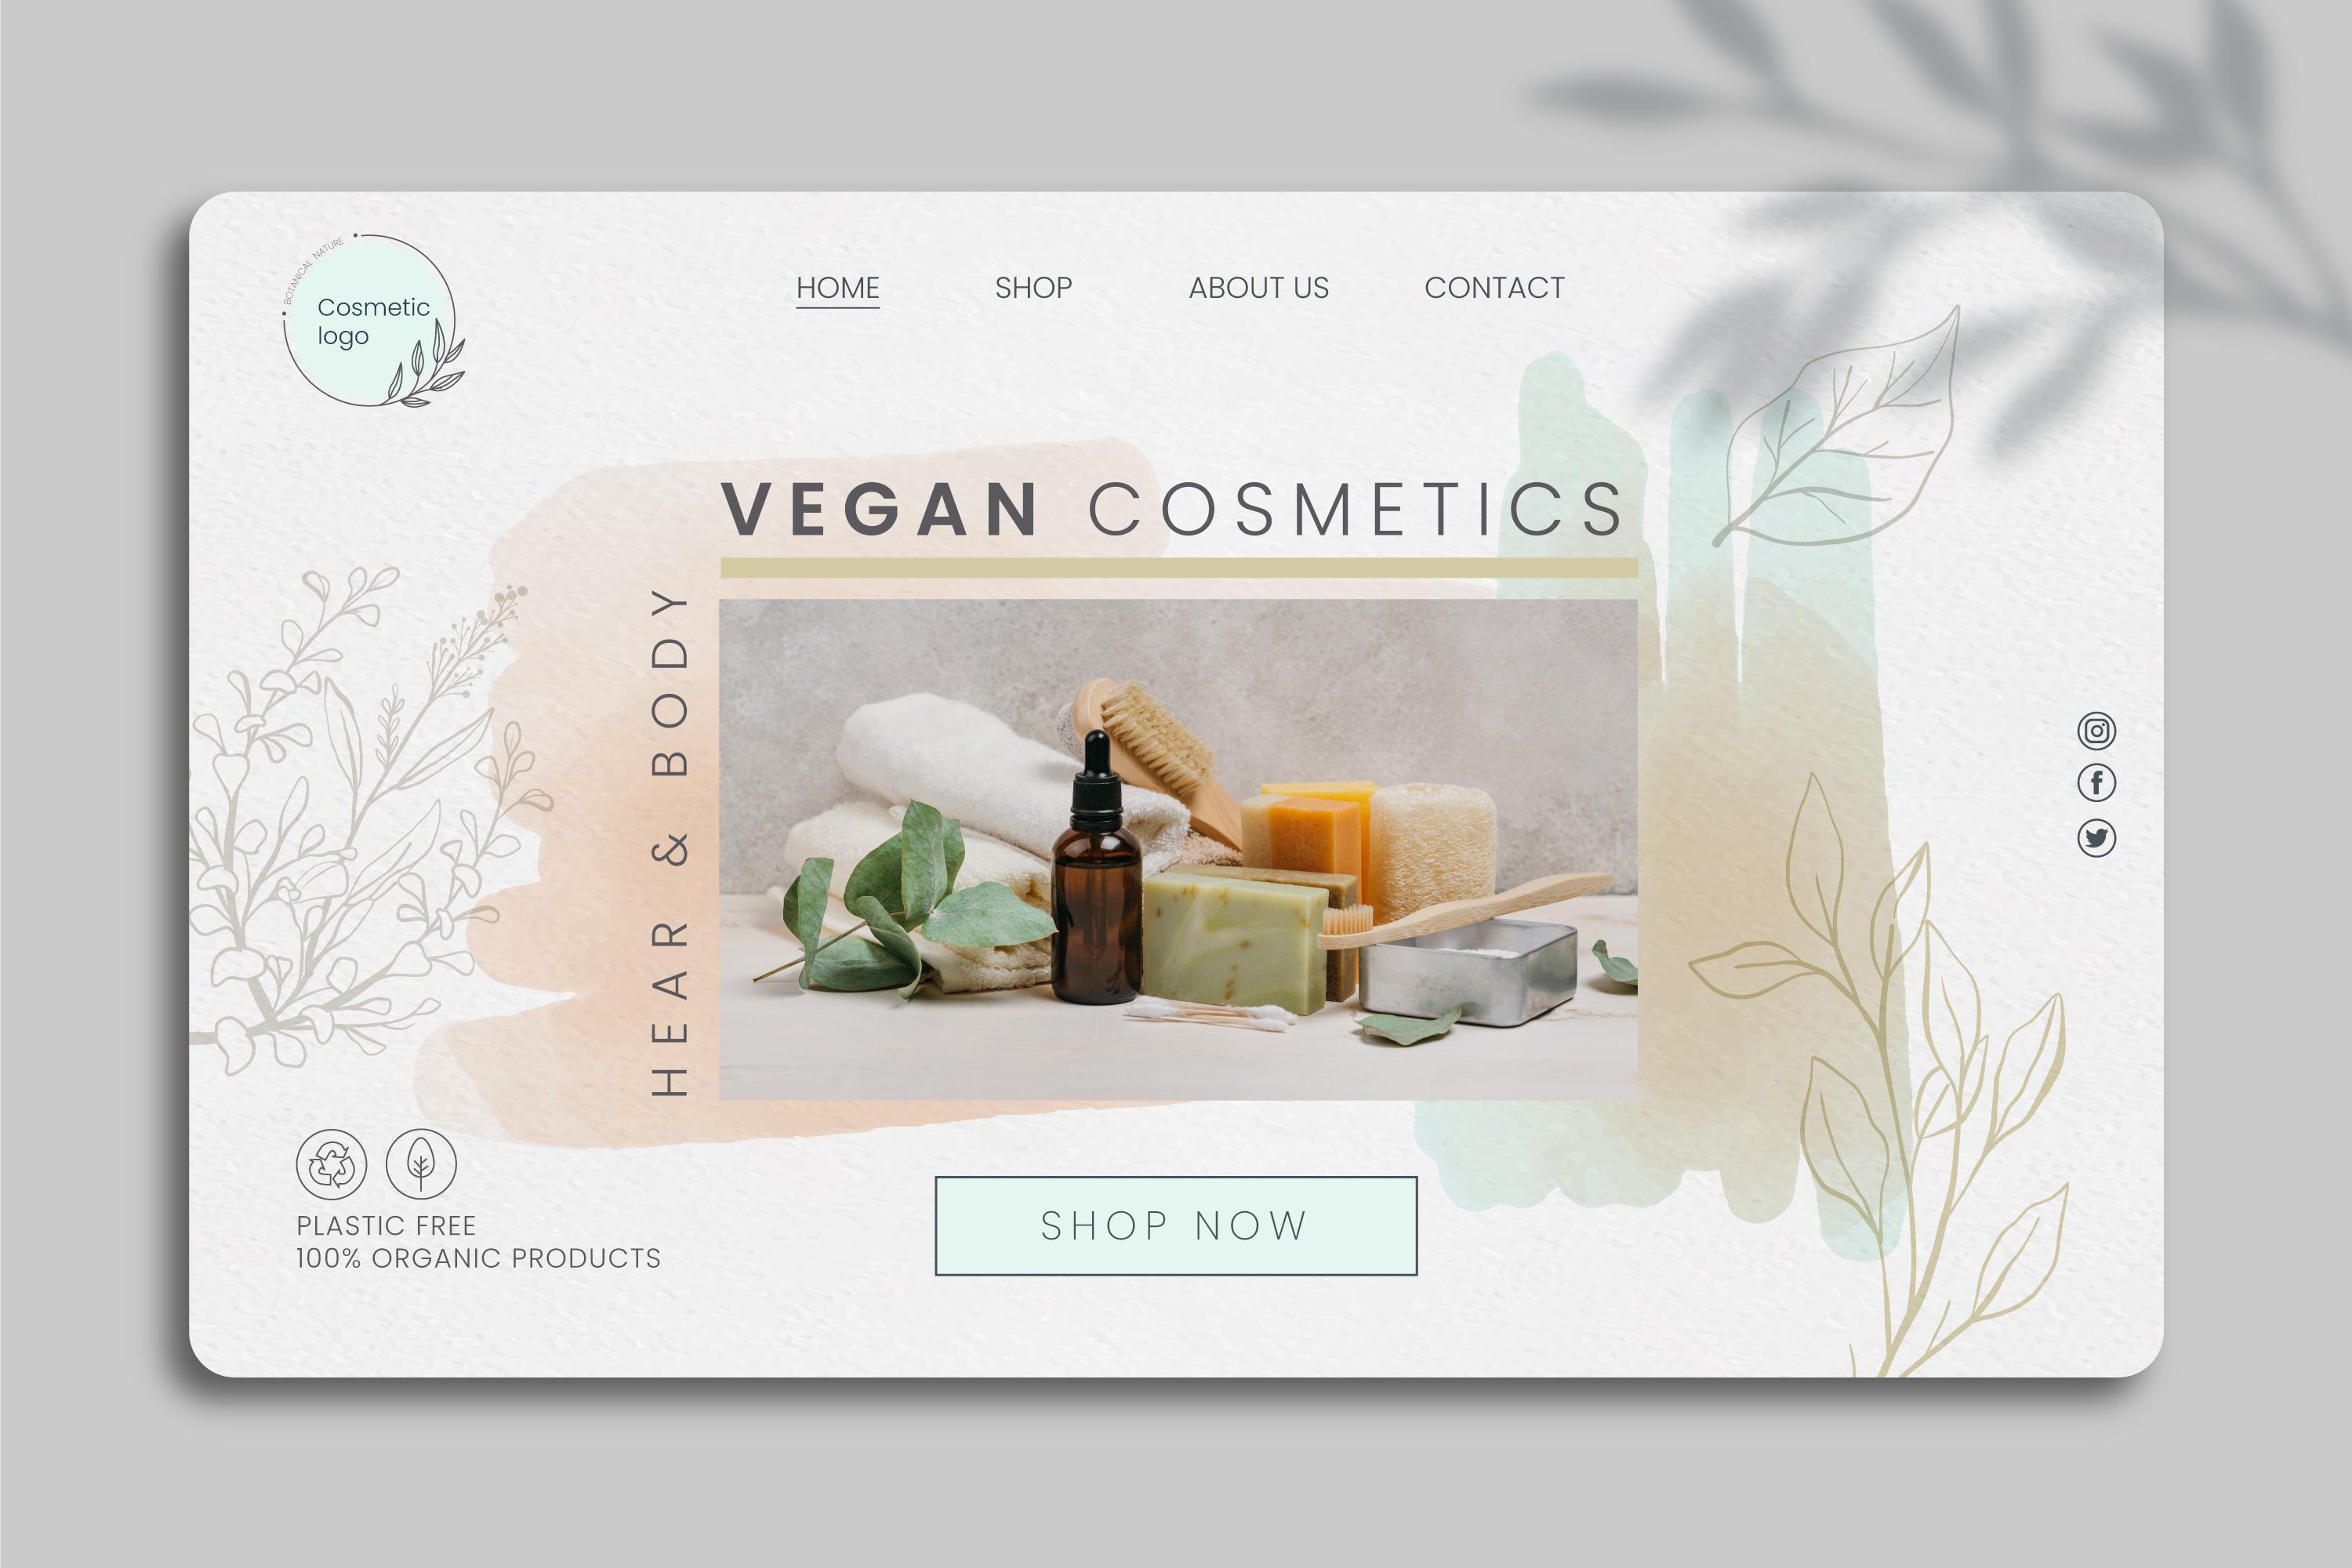 BOTANICAL NATURE
Cosmetic
logo
HOME SHOP ABOUT US CONTACT
VEGAN COSMETICS
HEAR & BODY
PLASTIC FREE
100% ORGANIC PRODUCTS
SHOP NOW